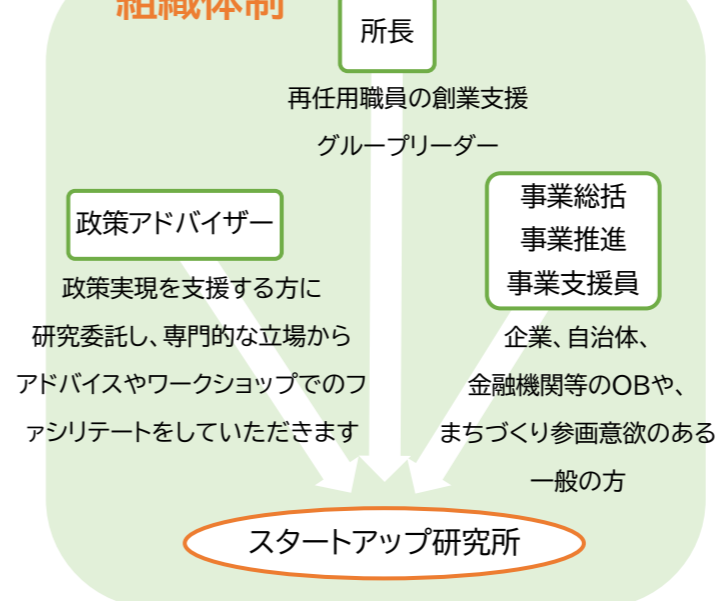 組織体制
所長
再任用職員の創業支援
グループリーダー
政策アドバイザー
政策実現を支援する方に
研究委託し、専門的な立場から
アドバイスやワークショップでのフ
ァシリテートをしていただきます
事業総括
事業推進
事業支援員
企業、自治体、
金融機関等のOBや、
まちづくり参画意欲のある
一般の方
スタートアップ研究所